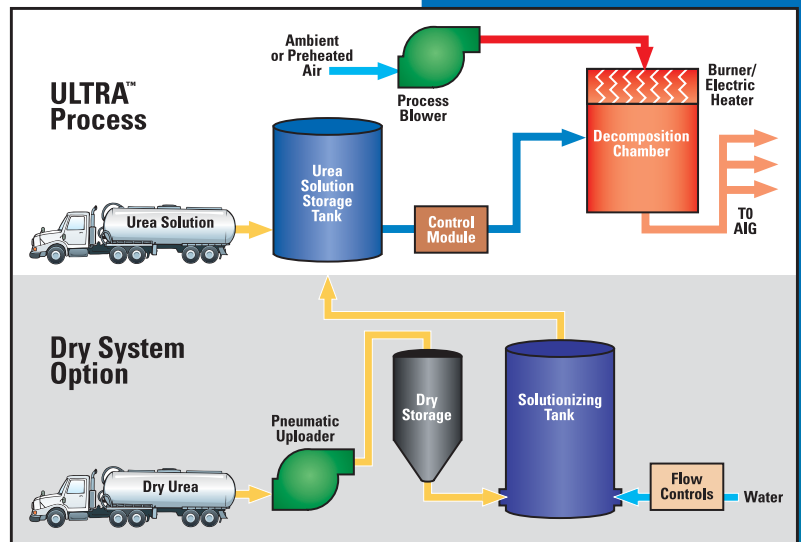 ULTRA™
Process
Ambient
or Preheated
Air
Process
Blower
Burner/
Electric
Heater
Decomposition
Chamber
Urea
Solution
Storage
Tank
Urea Solution
Control
Module
T0
AIG
Dry System
Option
Pneumatic
Uploader
Dry
Storage
Solutionizing
Tank
Dry Urea
Flow
Controls
Water